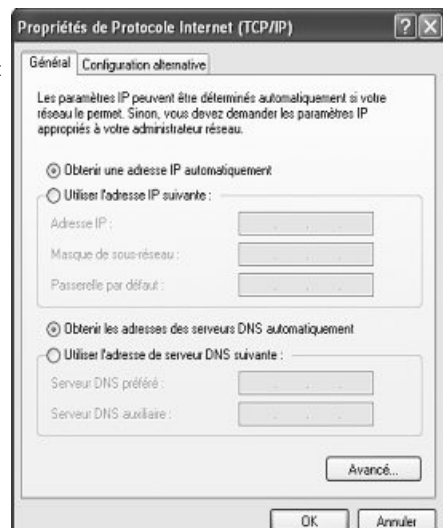 Propriétés de Protocole Internet (TCP/IP)
Général
Configuration alternative
Les paramètres IP peuvent être déterminés automatiquement si votre
réseau le permet. Sinon, vous devez demander les paramètres IP
appropriés à votre administrateur réseau.
Obtenir une adresse IP automatiquement
Utiliser l'adresse IP suivante :
Adresse IP :
Masque de sous-réseau :
Passerelle par défaut :
Obtenir les adresses des serveurs DNS automatiquement
Utiliser l'adresse de serveur DNS suivante :
Serveur DNS préféré :
Serveur DNS auxiliaire :
Avancé...
OK
Annuler